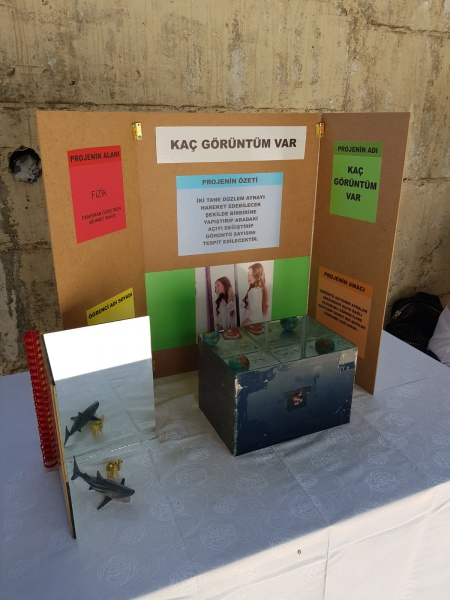 PROJENİN ALANI
FİZİK
KAÇ GÖRÜNTÜM VAR
PROJENİN ÖZETİ
İKİ TANE DÜZLEM AYNAYI
HAREKET EDEBİLECEK
ŞEKİLDE BİRBİRİNE
YAPIŞTIRIP ARADAKİ
AÇIYI DEĞİŞTİRİP
GÖRÜNTÜ SAYISINI
TESPİT EDİLECEKTİR.
PROJENİN ADI
KAÇ
GÖRÜNTÜM
VAR
PROJENİN AMACI
ÖĞRENCİ ADI SOYADI